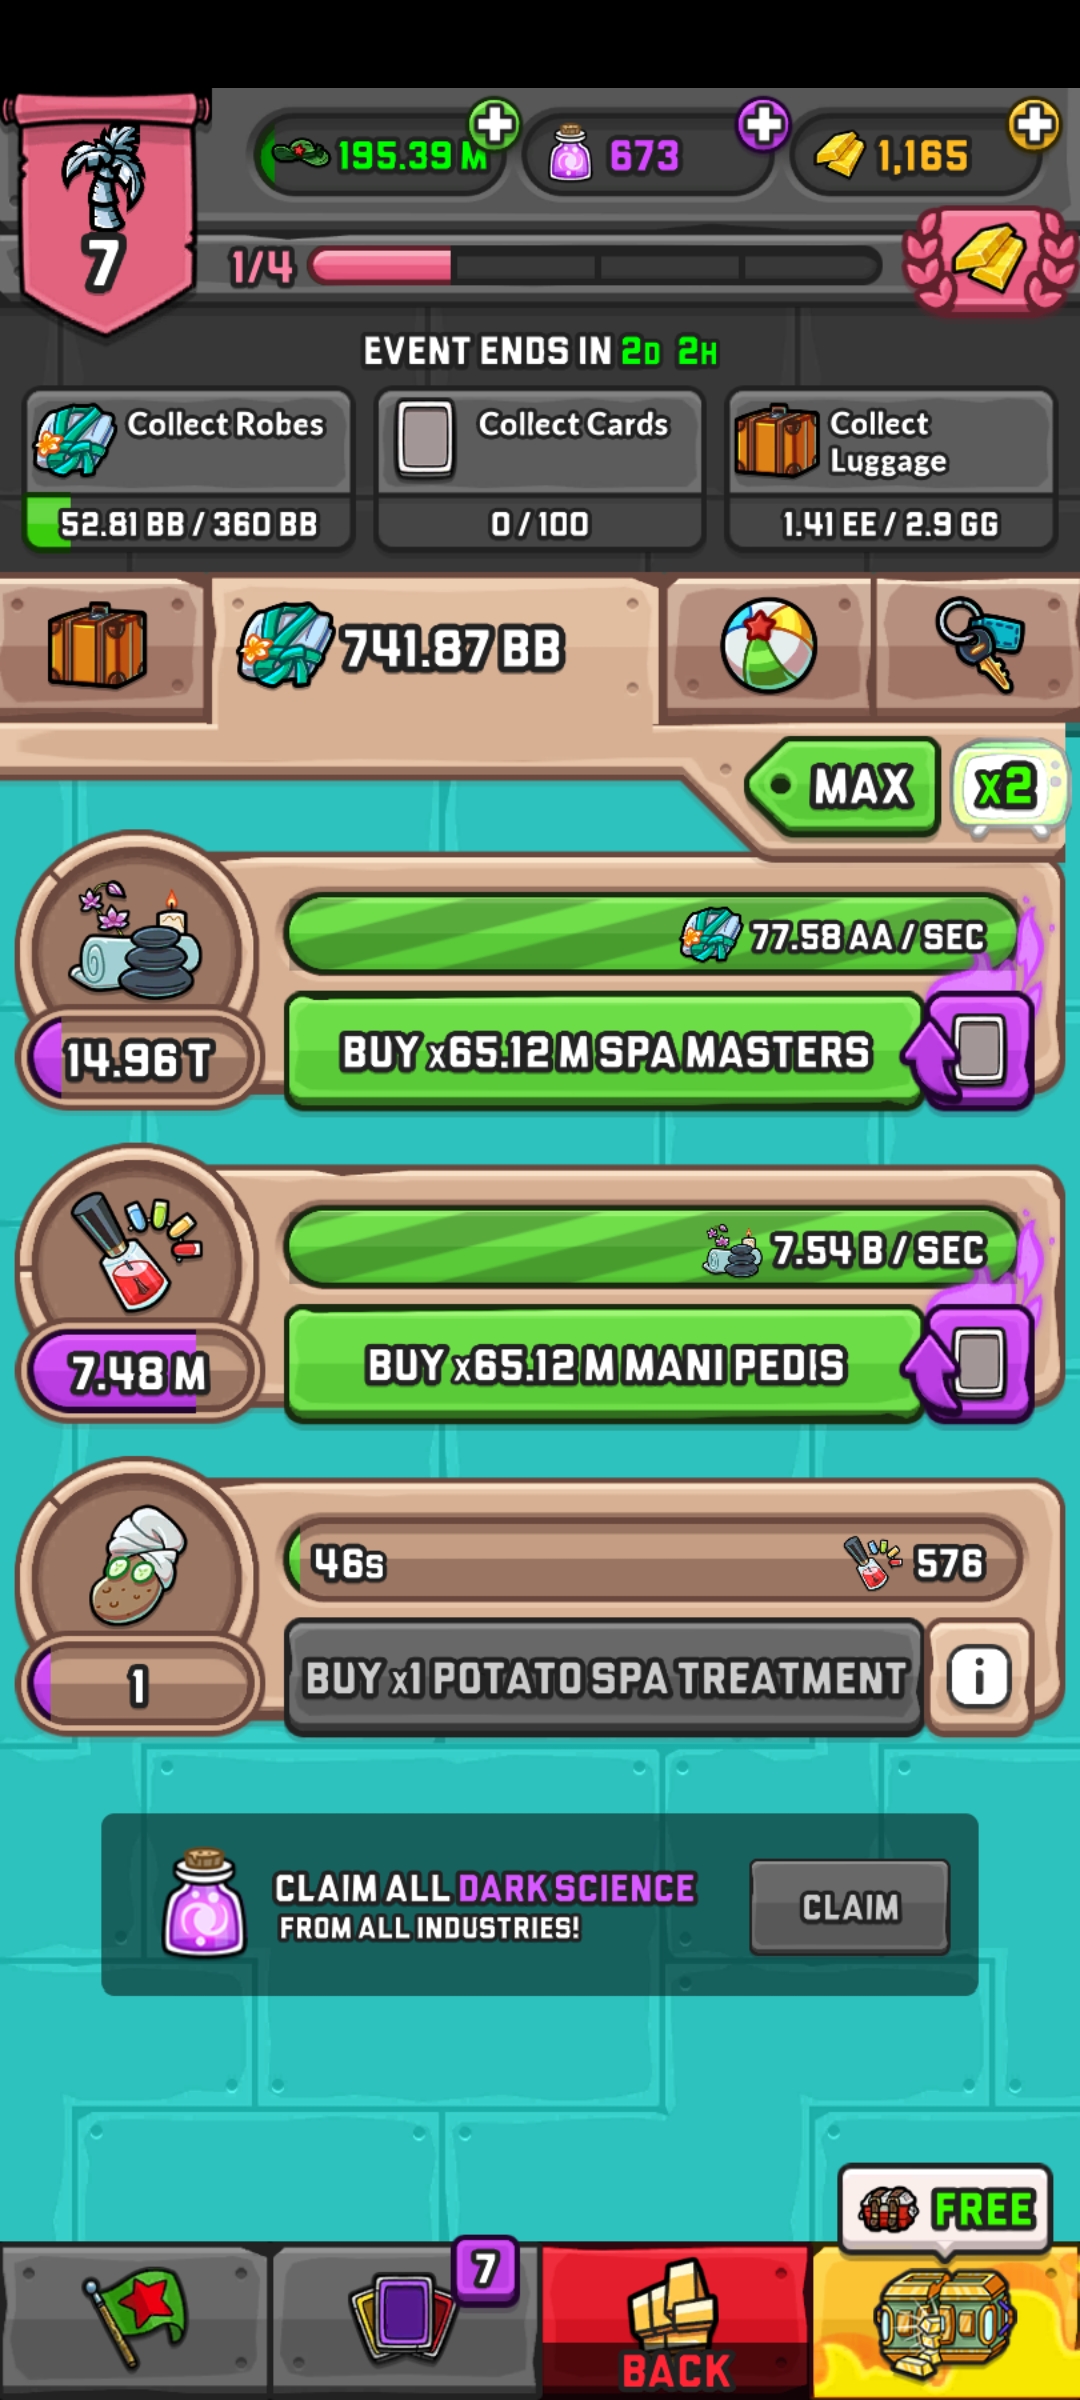 195.39 M
673
1,165
7
1/4
EVENT ENDS IN 2D 2H
Collect Robes
52.81 BB / 360 BB
Collect Cards
0 / 100
Collect
Luggage
1.41 EE / 2.9 GG
741.87 BB
MAX
x2
77.58 AA / SEC
14.96 T
BUY x65.12 M SPA MASTERS
7.54 B / SEC
7.48 M
BUY x65.12 M MANI PEDIS
46s
576
1
BUY x1 POTATO SPA TREATMENT
i
CLAIM ALL DARK SCIENCE
FROM ALL INDUSTRIES!
CLAIM
FREE
7
BACK